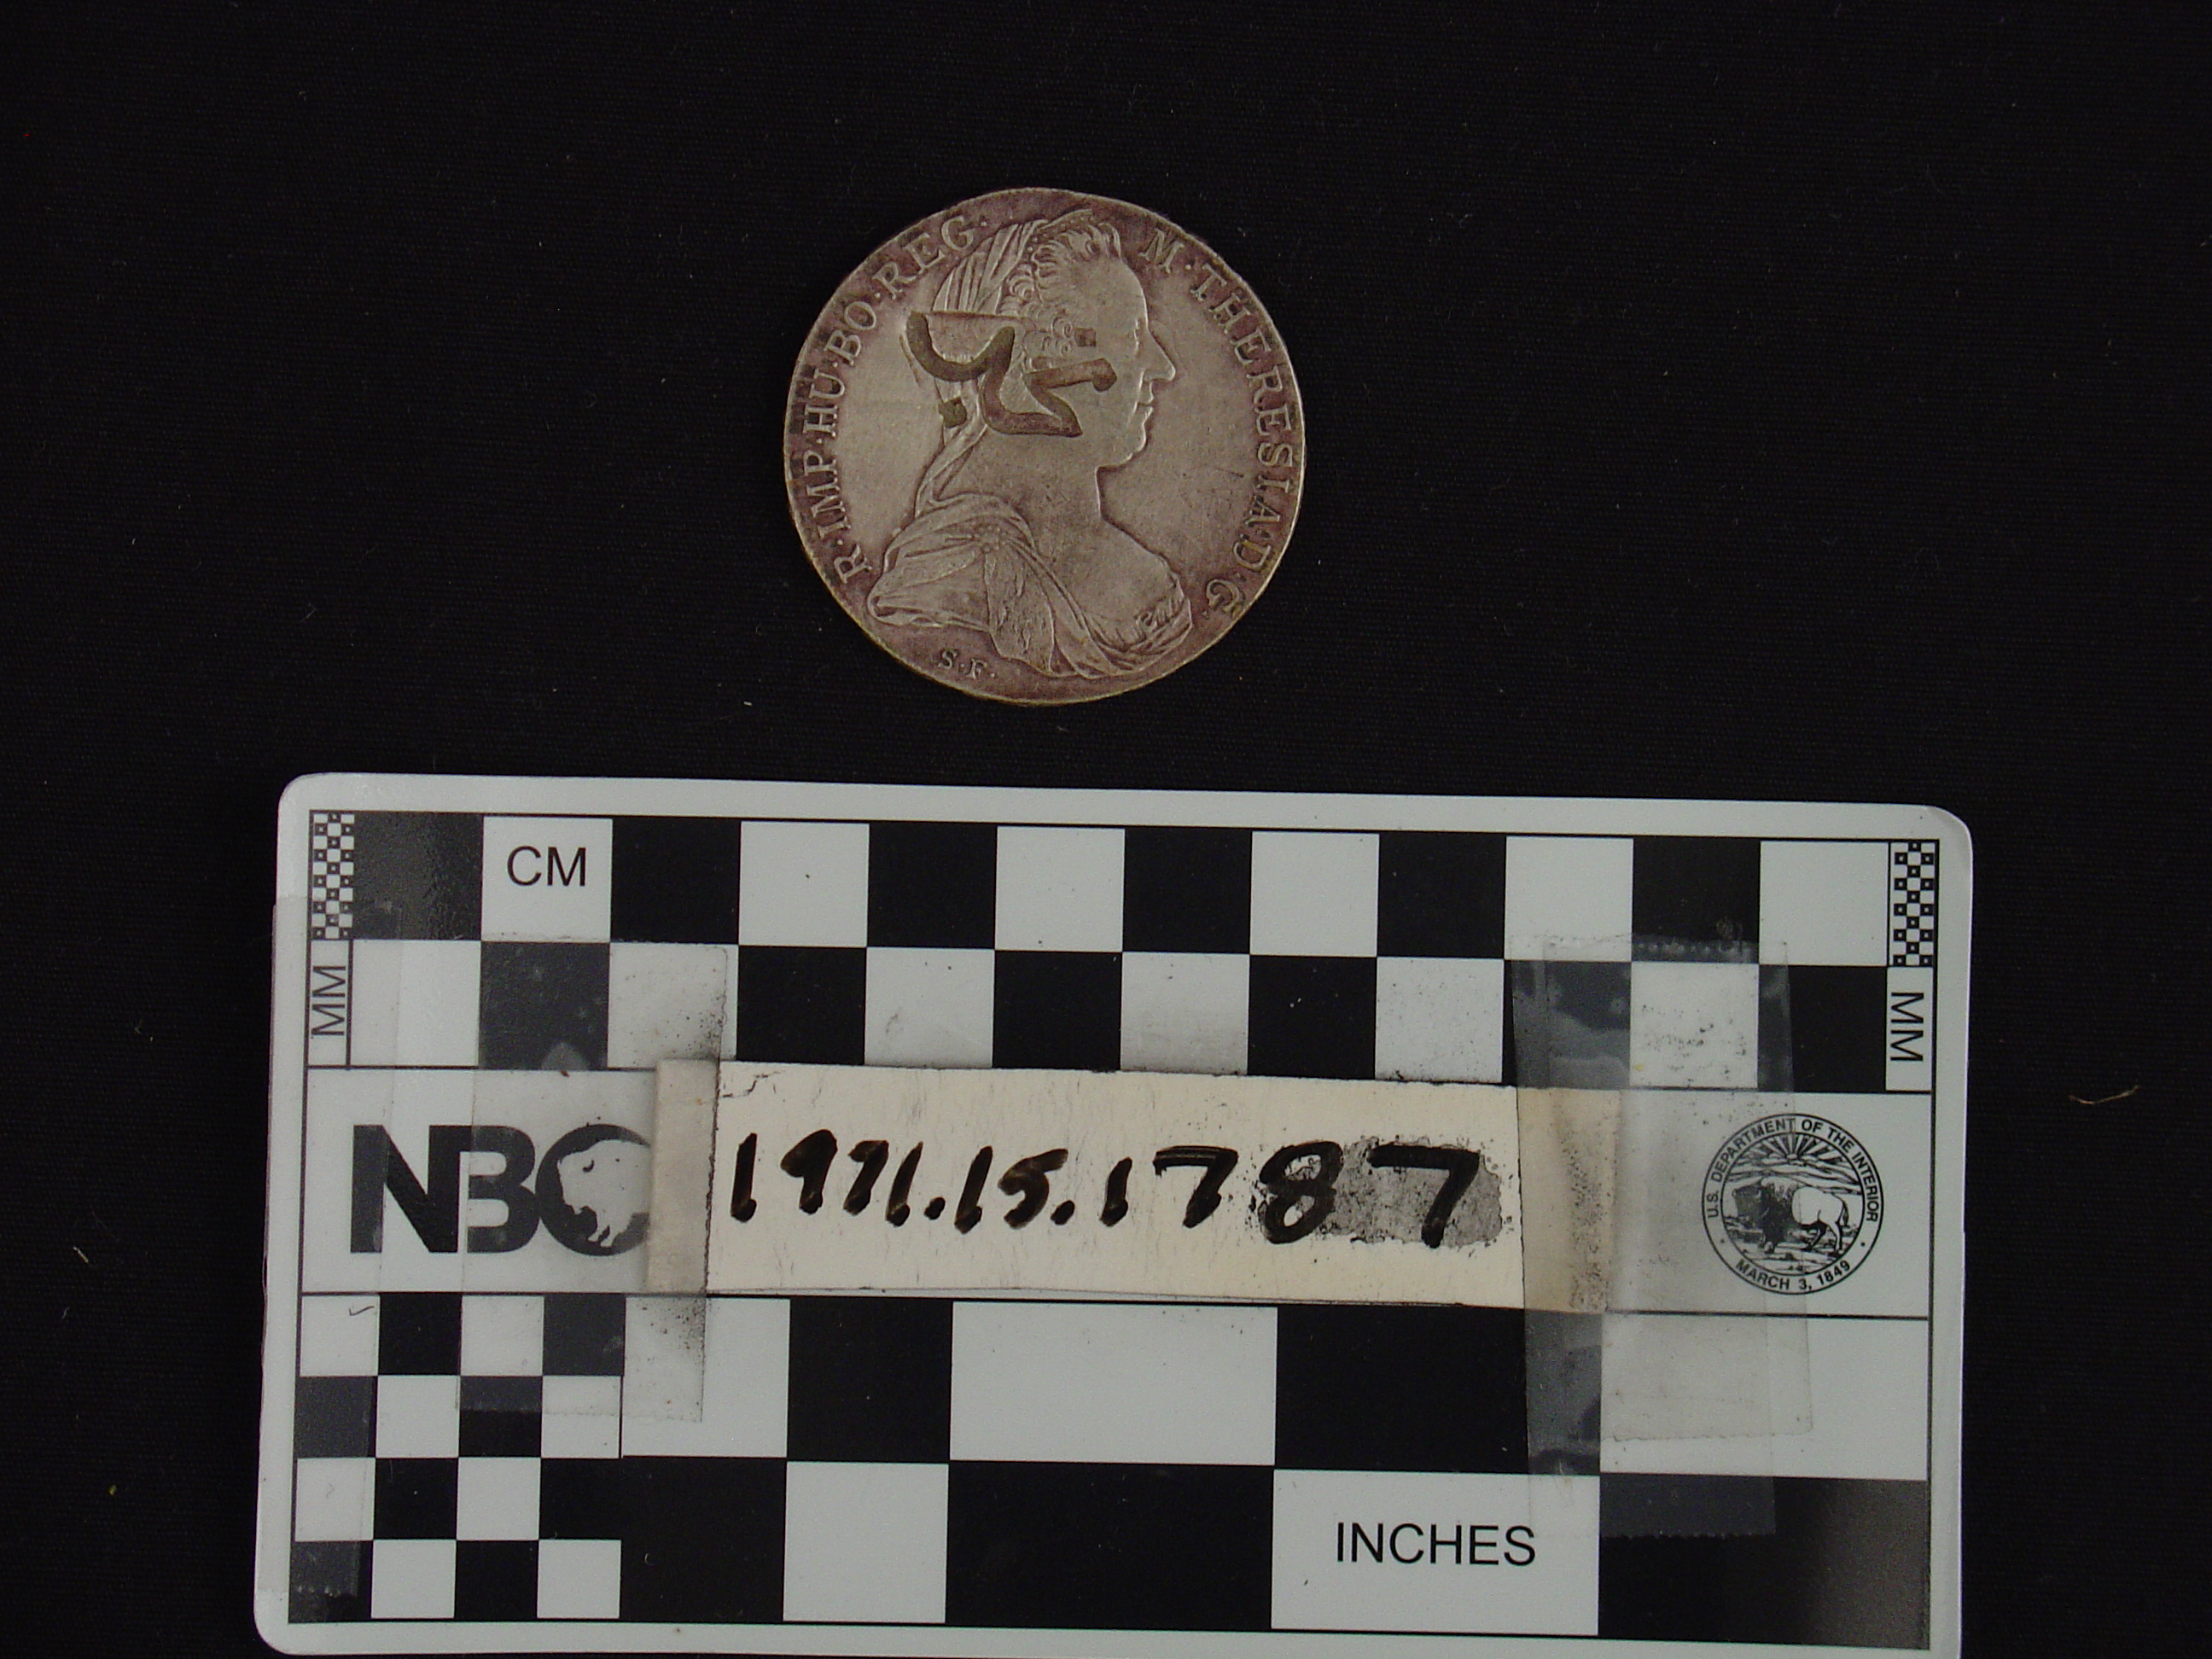 R·IMP·HU·BO·REG· M·THERESIA·D·G·
S·F·
CM
MM
MM
NBC
1971.15.1787
U.S. DEPARTMENT OF THE INTERIOR
MARCH 3, 1849
INCHES